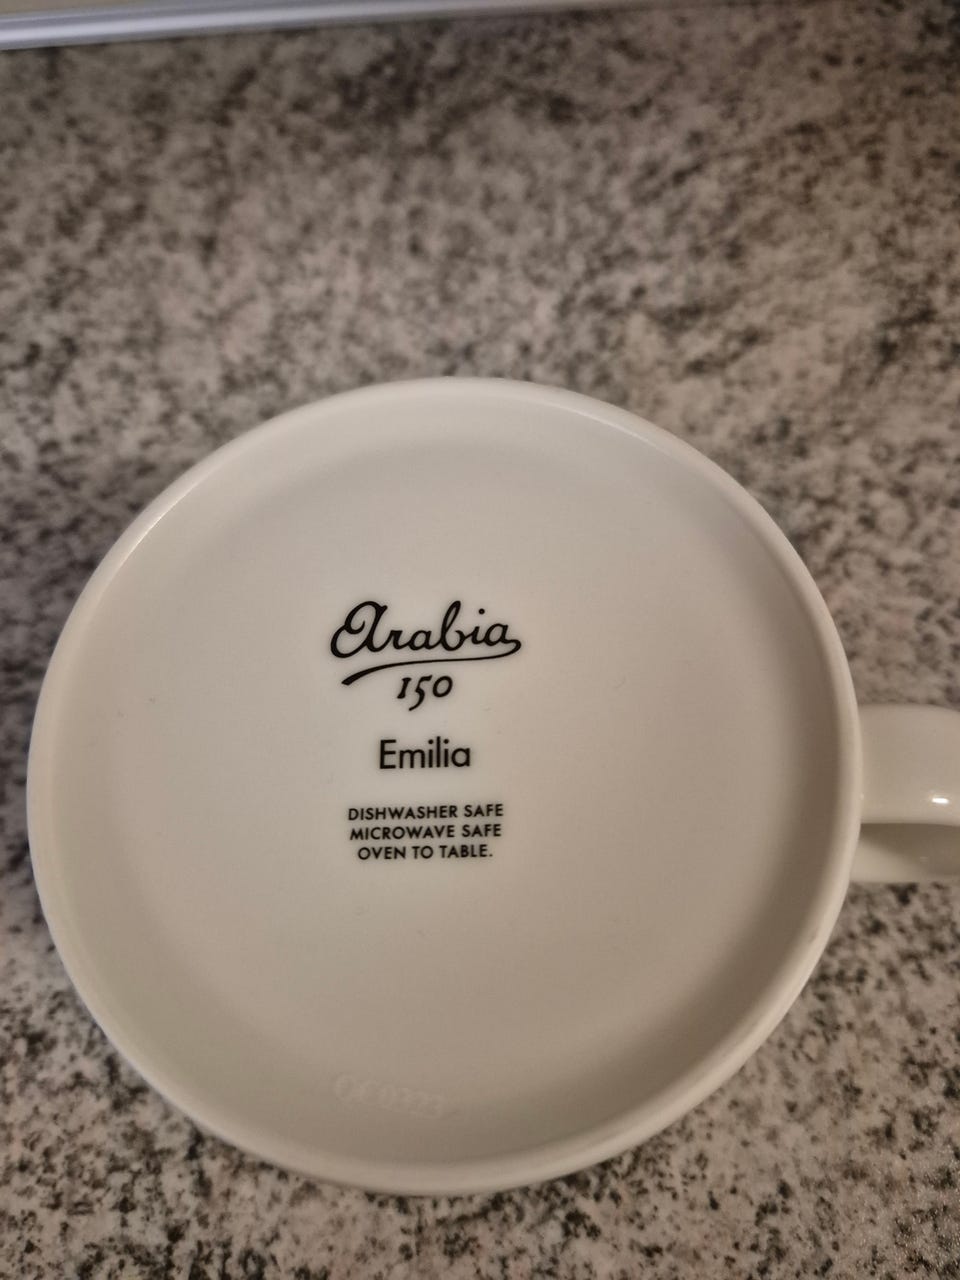 Arabia
150
Emilia
DISHWASHER SAFE
MICROWAVE SAFE
OVEN TO TABLE.